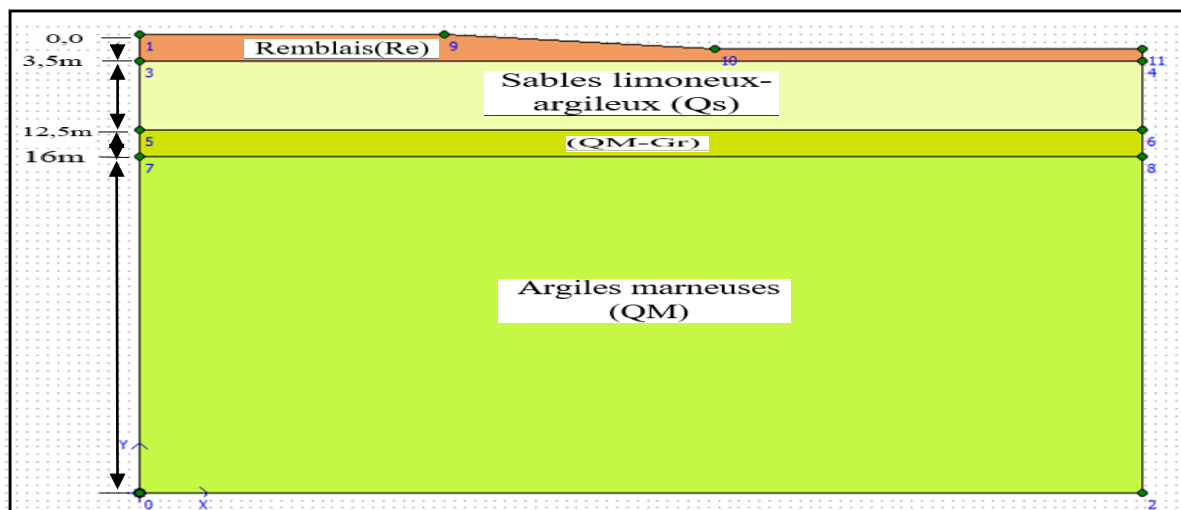 0,0
1
Remblais(Re)
9
3,5m
3
10
11
4
Sables limoneux-
argileux (Qs)
12,5m
5
(QM-Gr)
6
16m
7
8
Argiles marneuses
(QM)
Y
0
X
2